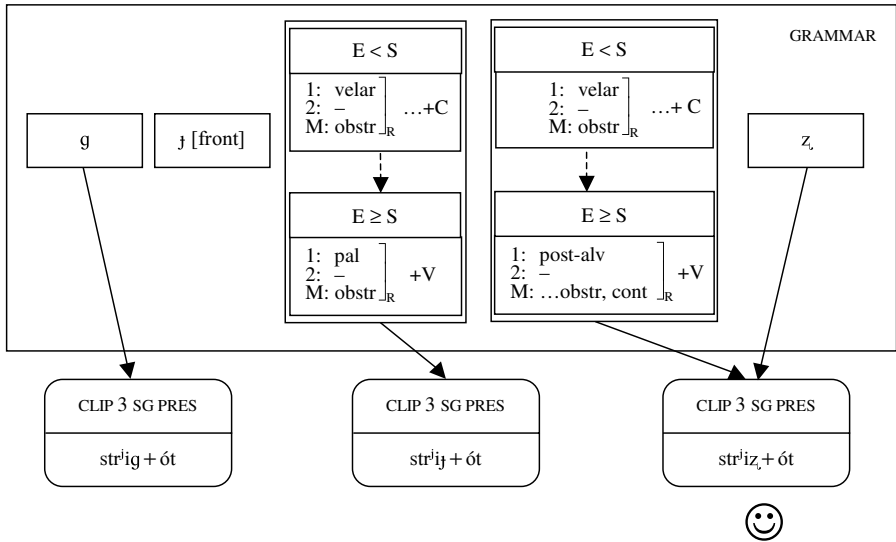 GRAMMAR
E < S
1: velar
2: –
M: obstr
R
…+C
E < S
1: velar
2: –
M: obstr
R
…+ C
ɡ
ɟ [front]
ʐ
E ≥ S
1: pal
2: –
M: obstr
R
+V
E ≥ S
1: post-alv
2: –
M: …obstr, cont
R
+V
CLIP 3 SG PRES
strʲiɡ + ót
CLIP 3 SG PRES
strʲiɟ + ót
CLIP 3 SG PRES
strʲiʐ + ót